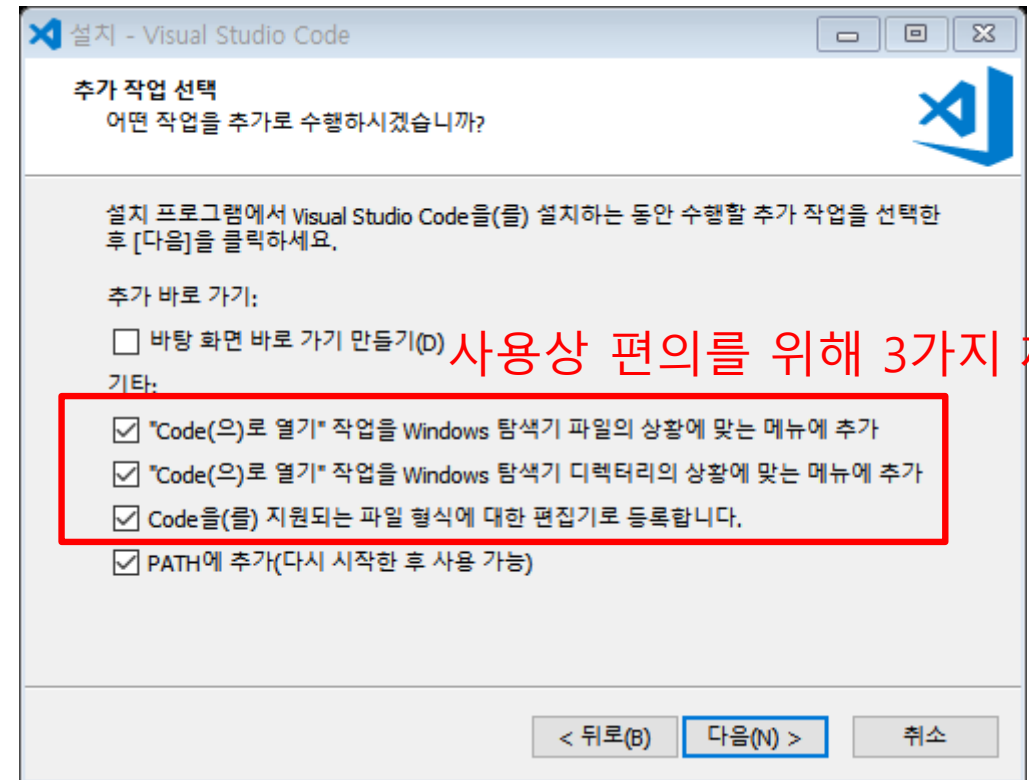 설치 - Visual Studio Code
추가 작업 선택
어떤 작업을 추가로 수행하시겠습니까?
설치 프로그램에서 Visual Studio Code을(를) 설치하는 동안 수행할 추가 작업을 선택한
후 [다음]을 클릭하세요.
추가 바로 가기:
바탕 화면 바로 가기 만들기(D)
사용상 편의를 위해 3가지
기타:
"Code(으)로 열기" 작업을 Windows 탐색기 파일의 상황에 맞는 메뉴에 추가
"Code(으)로 열기" 작업을 Windows 탐색기 디렉터리의 상황에 맞는 메뉴에 추가
Code을(를) 지원되는 파일 형식에 대한 편집기로 등록합니다.
PATH에 추가(다시 시작한 후 사용 가능)
< 뒤로(B)
다음(N) >
취소